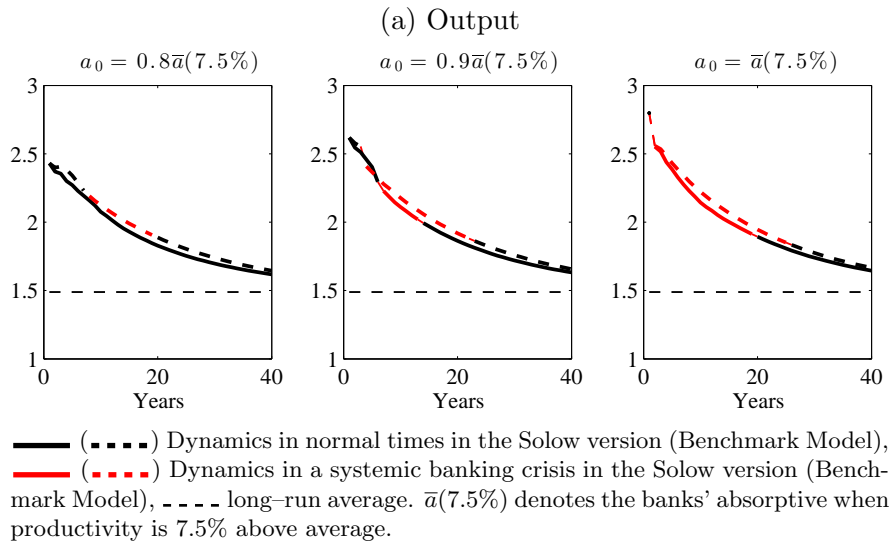 (a) Output
a₀ = 0.8a̅(7.5%) a₀ = 0.9a̅(7.5%) a₀ = a̅(7.5%)
3 3 3
2.5 2.5 2.5
2 2 2
1.5 1.5 1.5
1 1 1
0 20 40 0 20 40 0 20 40
Years Years Years
( ) Dynamics in normal times in the Solow version (Benchmark Model),
( ) Dynamics in a systemic banking crisis in the Solow version (Bench-
mark Model), long–run average. a̅(7.5%) denotes the banks' absorptive when
productivity is 7.5% above average.